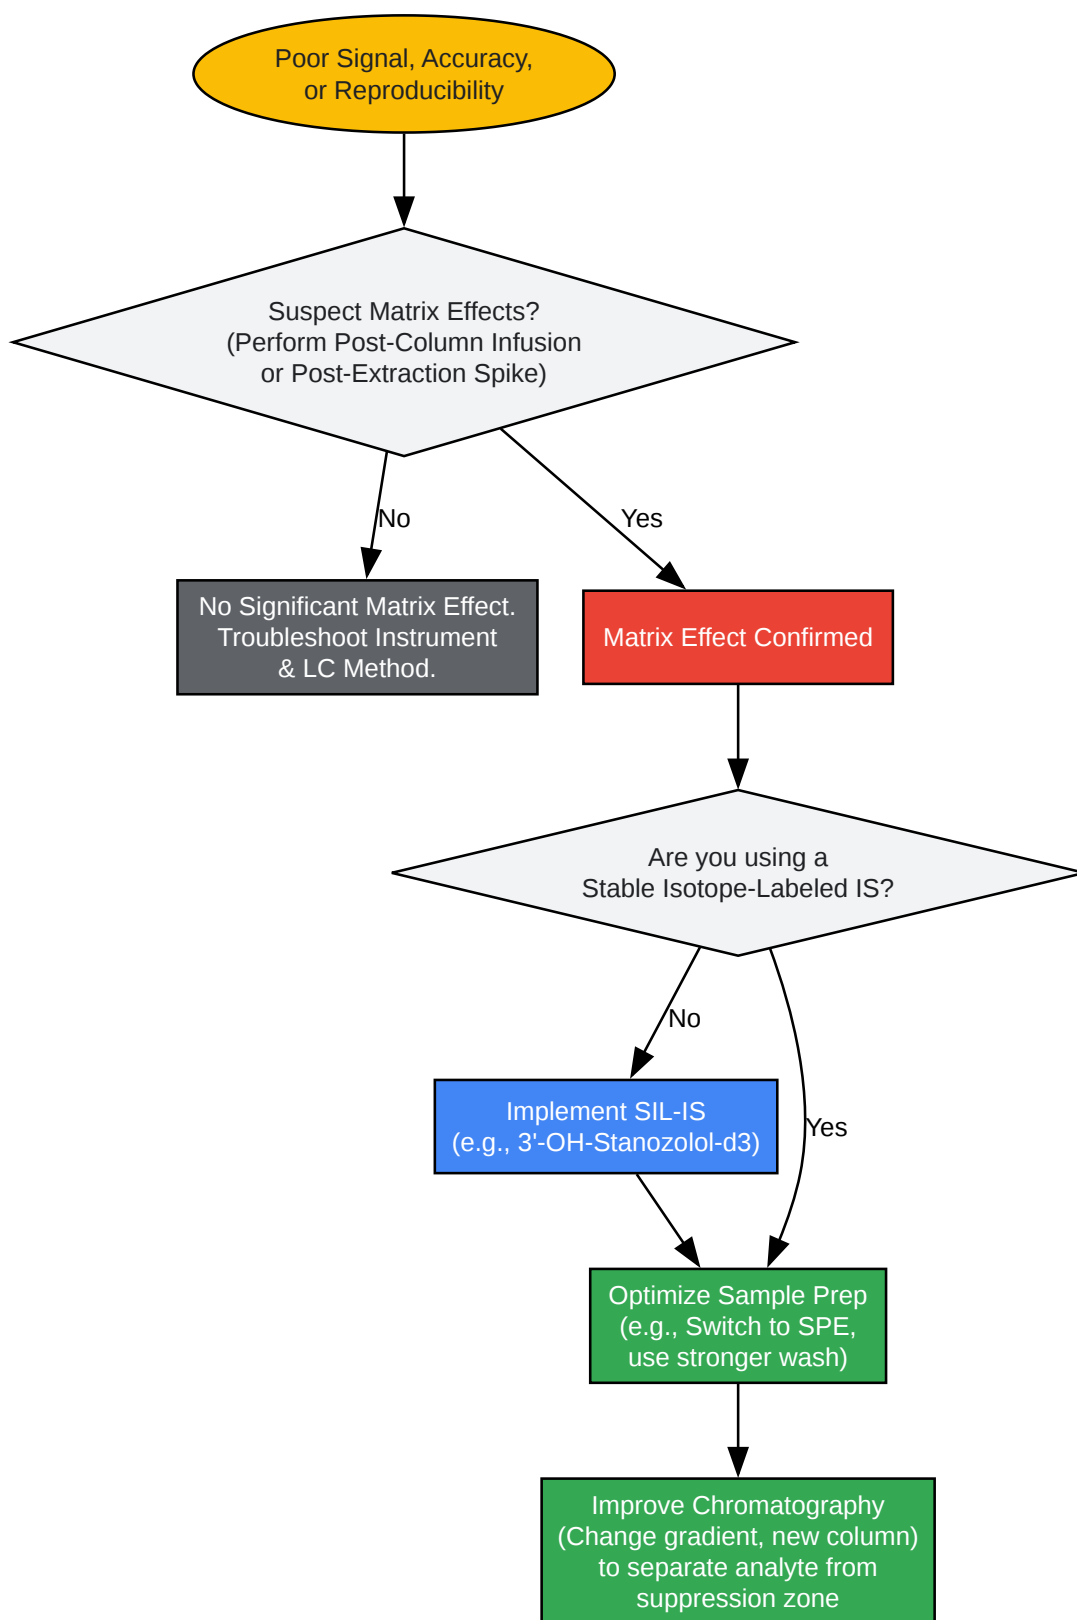 Poor Signal, Accuracy,
or Reproducibility
Suspect Matrix Effects?
(Perform Post-Column Infusion
or Post-Extraction Spike)
No
Yes
No Significant Matrix Effect.
Troubleshoot Instrument
& LC Method.
Matrix Effect Confirmed
Are you using a
Stable Isotope-Labeled IS?
No
Implement SIL-IS
(e.g., 3'-OH-Stanozolol-d3)
Yes
Optimize Sample Prep
(e.g., Switch to SPE,
use stronger wash)
Improve Chromatography
(Change gradient, new column)
to separate analyte from
suppression zone